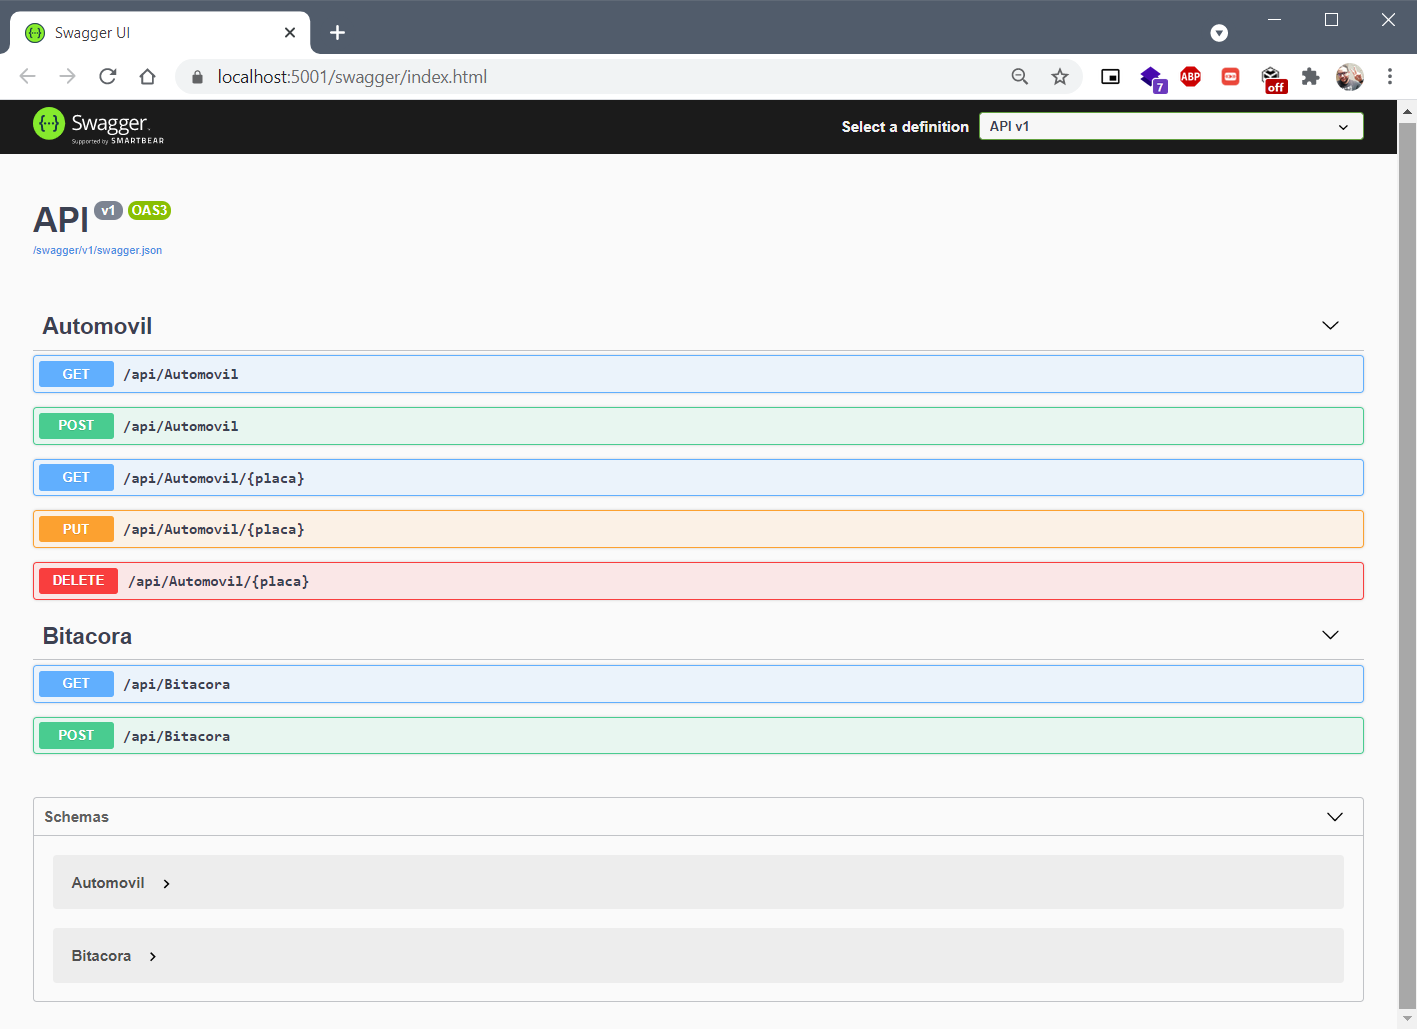 Swagger UI
localhost:5001/swagger/index.html
ABP
7
off
Swagger.
Supported by SMARTBEAR
Select a definition
API v1
API v1 OAS3
/swagger/v1/swagger.json
Automovil
GET /api/Automovil
POST /api/Automovil
GET /api/Automovil/{placa}
PUT /api/Automovil/{placa}
DELETE /api/Automovil/{placa}
Bitacora
GET /api/Bitacora
POST /api/Bitacora
Schemas
Automovil
Bitacora